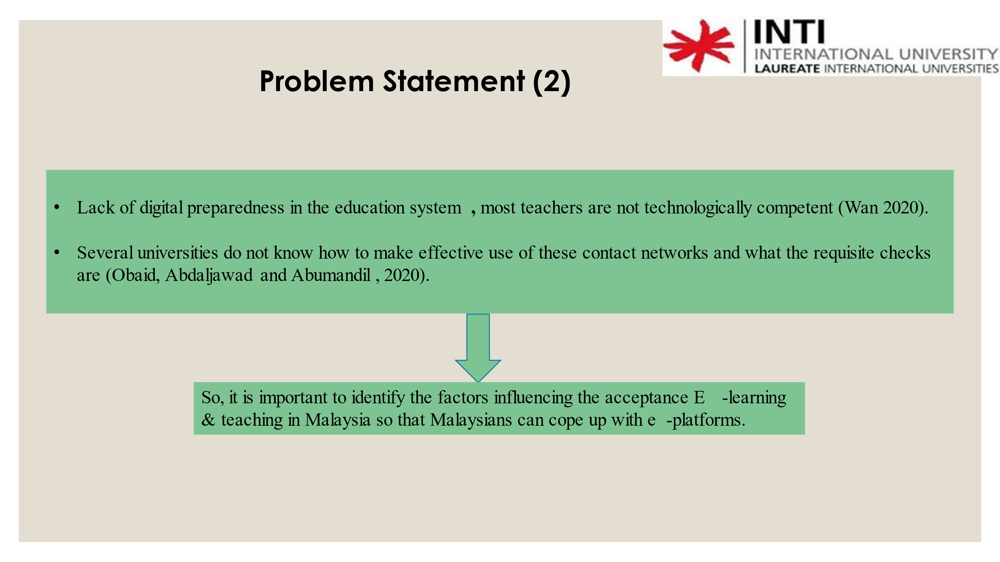 INTI
INTERNATIONAL UNIVERSITY
LAUREATE INTERNATIONAL UNIVERSITIES
Problem Statement (2)
• Lack of digital preparedness in the education system , most teachers are not technologically competent (Wan 2020).
• Several universities do not know how to make effective use of these contact networks and what the requisite checks
are (Obaid, Abdaljawad and Abumandil , 2020).
So, it is important to identify the factors influencing the acceptance E -learning
& teaching in Malaysia so that Malaysians can cope up with e -platforms.